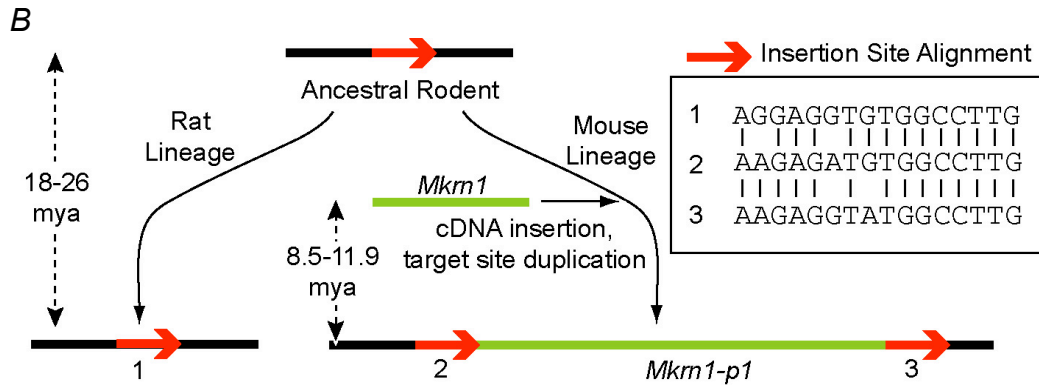 B
Insertion Site Alignment
Ancestral Rodent
Rat
Lineage
Mouse
Lineage
18-26
mya
Mkrn1
cDNA insertion,
target site duplication
8.5-11.9
mya
1 AGGAGGTGTGGCCTTG
2 AAGAGATGTGGCCTTG
3 AAGAGGTATGGCCTTG
1
2
Mkrn1-p1
3